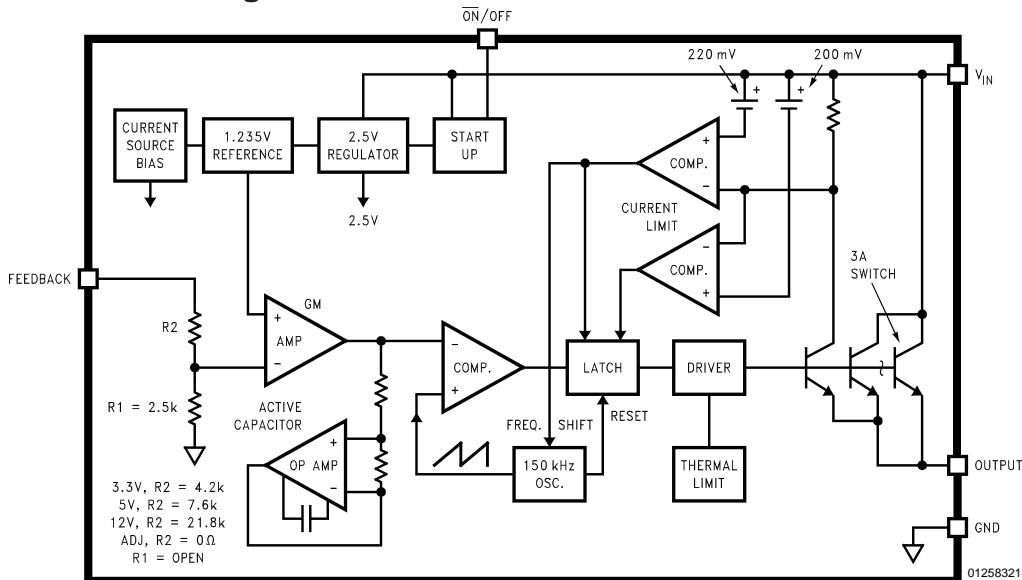 ON/OFF
220 mV
200 mV
VIN
CURRENT
SOURCE
BIAS
1.235V
REFERENCE
2.5V
REGULATOR
START
UP
2.5V
+
+
+
COMP.
−
CURRENT
LIMIT
−
COMP.
+
3A
SWITCH
FEEDBACK
R2
R1 = 2.5k
GM
+
AMP
−
−
COMP.
+
LATCH
DRIVER
ACTIVE
CAPACITOR
+
OP AMP
−
FREQ. SHIFT
RESET
150 kHz
OSC.
THERMAL
LIMIT
OUTPUT
GND
3.3V, R2 = 4.2k
5V, R2 = 7.6k
12V, R2 = 21.8k
ADJ, R2 = 0Ω
R1 = OPEN
01258321